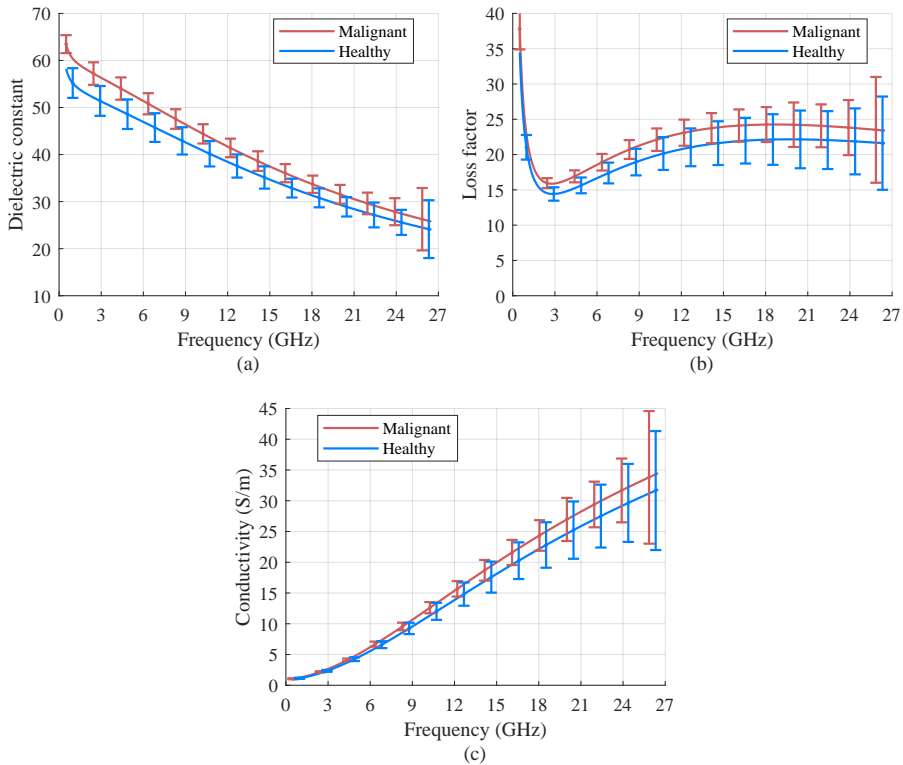 70
60
50
40
30
20
10
Dielectric constant
Malignant
Healthy
0 3 6 9 12 15 18 21 24 27
Frequency (GHz)
(a)
40
35
30
25
20
15
10
5
0
Loss factor
Malignant
Healthy
0 3 6 9 12 15 18 21 24 27
Frequency (GHz)
(b)
45
40
35
30
25
20
15
10
5
0
Conductivity (S/m)
Malignant
Healthy
0 3 6 9 12 15 18 21 24 27
Frequency (GHz)
(c)